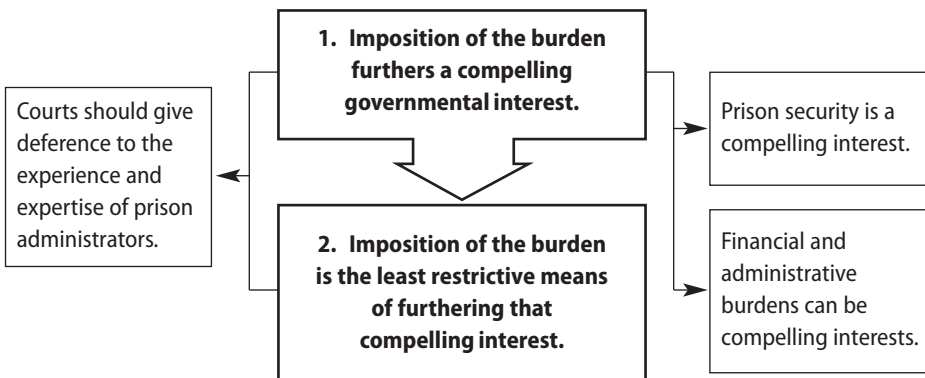 1. Imposition of the burden
furthers a compelling
governmental interest.
Courts should give
deference to the
experience and
expertise of prison
administrators.
Prison security is a
compelling interest.
2. Imposition of the burden
is the least restrictive means
of furthering that
compelling interest.
Financial and
administrative
burdens can be
compelling interests.